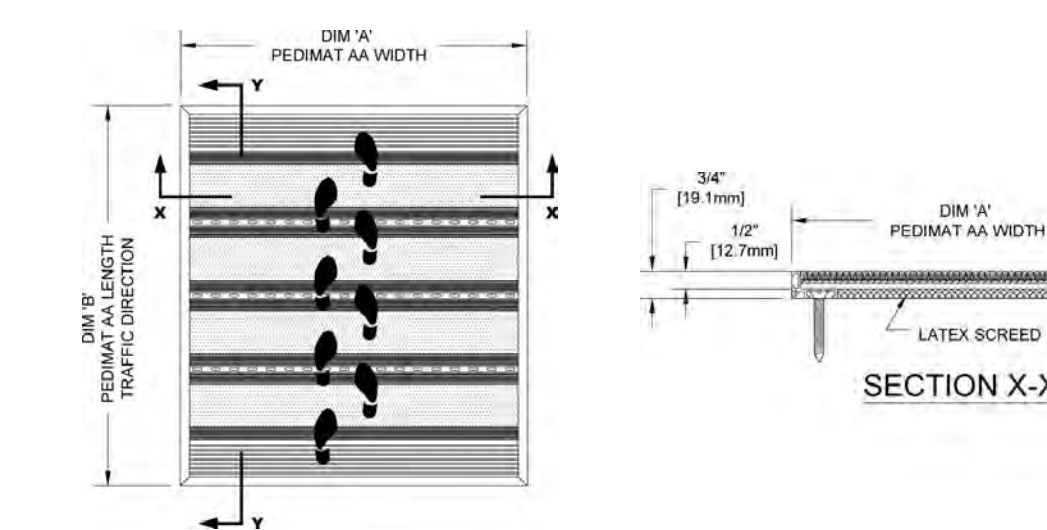 DIM 'A'
PEDIMAT AA WIDTH
Y
X
X
DIM 'B'
PEDIMAT AA LENGTH
TRAFFIC DIRECTION
Y
3/4"
[19.1mm]
1/2"
[12.7mm]
DIM 'A'
PEDIMAT AA WIDTH
LATEX SCREED
SECTION X-X